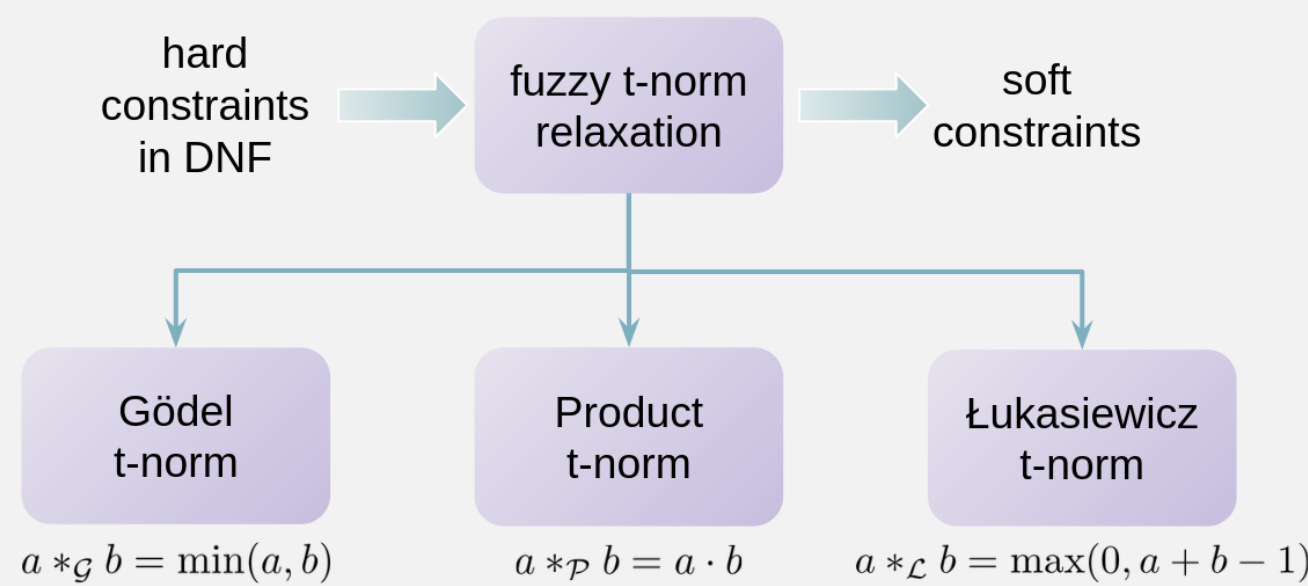 hard
constraints
in DNF
fuzzy t-norm
relaxation
soft
constraints
Gödel
t-norm
Product
t-norm
Łukasiewicz
t-norm
a *𝒢 b = min(a, b)
a *𝒫 b = a · b
a *ℒ b = max(0, a + b − 1)